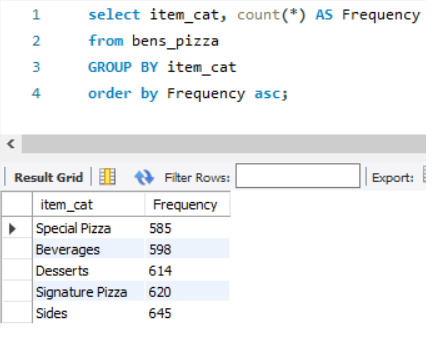 1 select item_cat, count(*) AS Frequency
2 from bens_pizza
3 GROUP BY item_cat
4 order by Frequency asc;
Result Grid Filter Rows: Export:
item_cat Frequency
Special Pizza 585
Beverages 598
Desserts 614
Signature Pizza 620
Sides 645